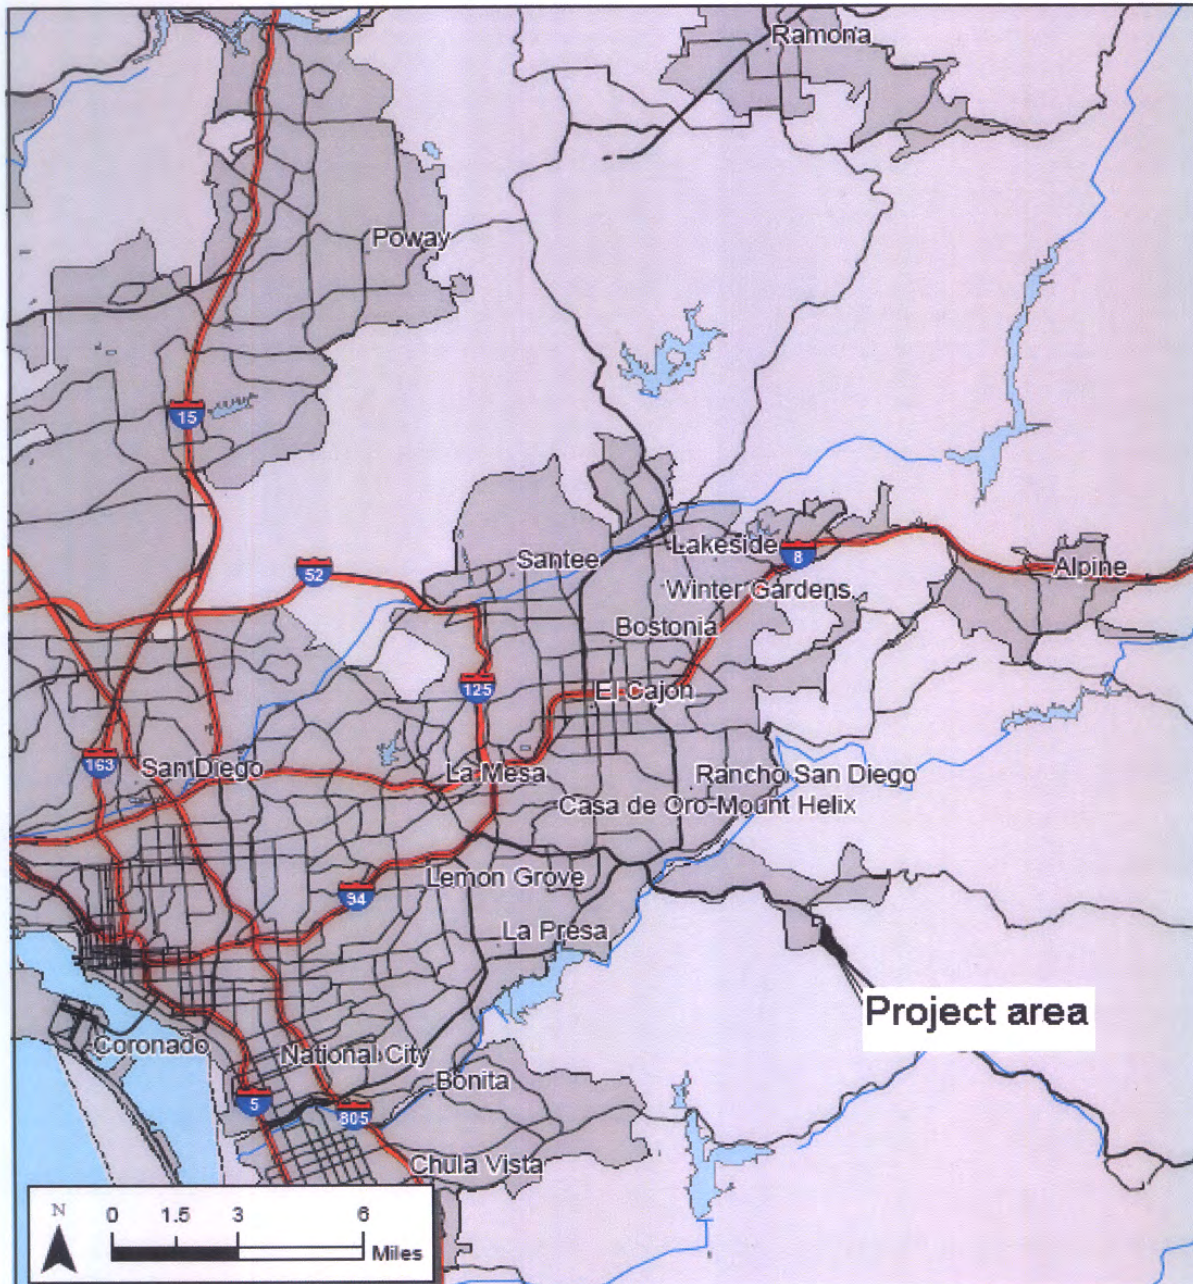 Ramona
Poway
15
52
Santee
Lakeside
8
Alpine
Winter Gardens
Bostonia
125
El Cajon
163
San Diego
La Mesa
Rancho San Diego
Casa de Oro-Mount Helix
Lemon Grove
94
La Presa
Project area
Coronado
National City
Bonita
5
805
Chula Vista
N
0 1.5 3 6
Miles